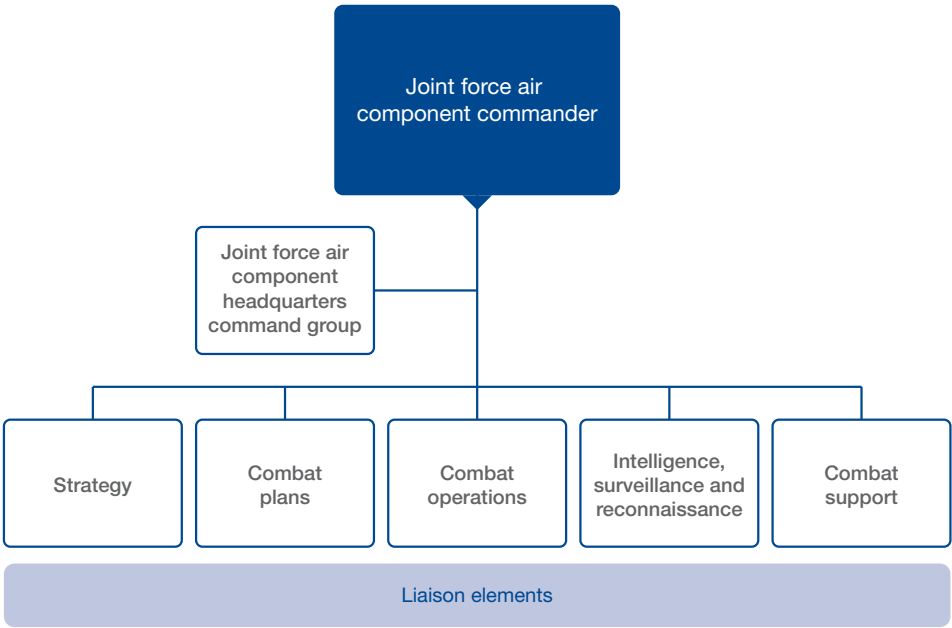 Joint force air
component commander
Joint force air
component
headquarters
command group
Strategy
Combat
plans
Combat
operations
Intelligence,
surveillance and
reconnaissance
Combat
support
Liaison elements